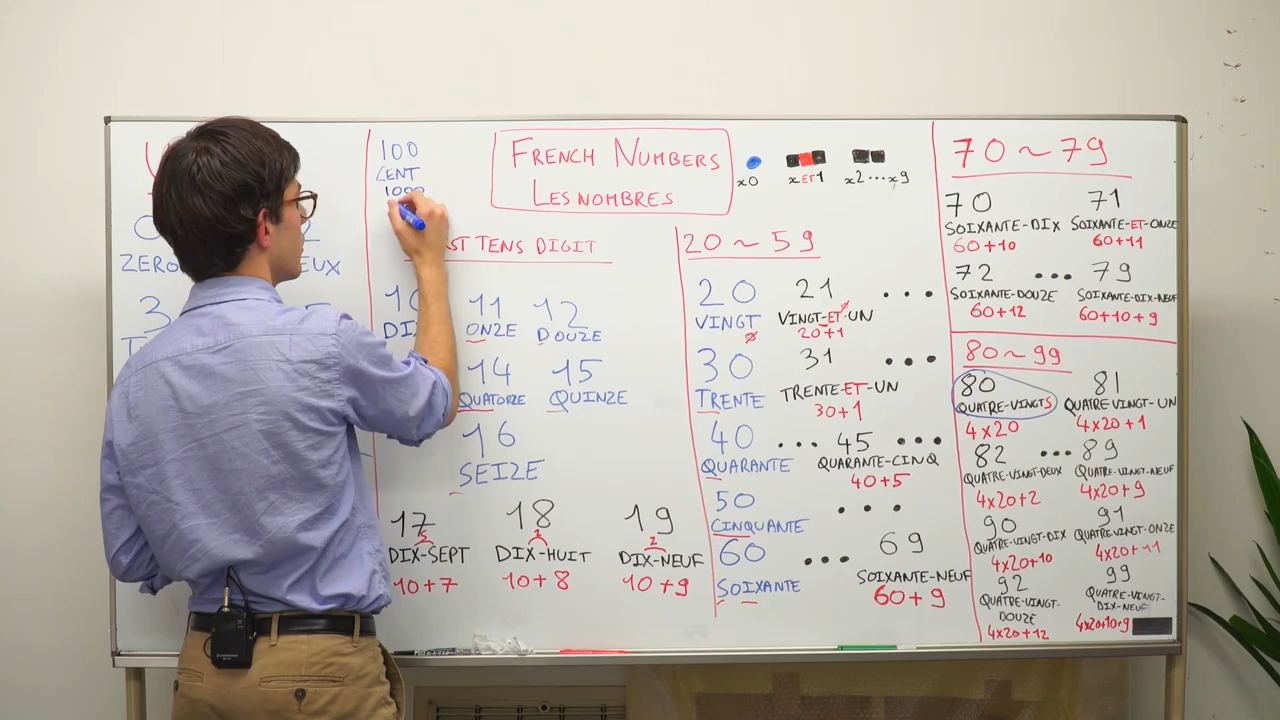 100
CENT
1000
FRENCH NUMBERS
LES NOMBRES
x0 xET1 x2...x9
ZERO
3
TENS DIGIT
11 12
ONZE DOUZE
14 15
QUATORZE QUINZE
16
SEIZE
17 18 19
5 t z
DIX-SEPT DIX-HUIT DIX-NEUF
10+7 10+8 10+9
20 ~ 59
20 21 ...
VINGT VINGT-ET-UN
20+1
30 31 ...
TRENTE TRENTE-ET-UN
30+1
40 ... 45 ...
QUARANTE QUARANTE-CINQ
40+5
50 ...
CINQUANTE
60 ... 69
SOIXANTE SOIXANTE-NEUF
60+9
70 ~ 79
70 71
SOIXANTE-DIX SOIXANTE-ET-ONZE
60+10 60+11
72 ... 79
SOIXANTE-DOUZE SOIXANTE-DIX-NEUF
60+12 60+10+9
80 ~ 99
80 81
QUATRE-VINGTS QUATRE VINGT-UN
4x20 4x20+1
82 ... 89
QUATRE-VINGT-DEUX QUATRE-VINGT-NEUF
4x20+2 4x20+9
90 91
QUATRE-VINGT-DIX QUATRE-VINGT-ONZE
4x20+10 4x20+11
92 99
QUATRE-VINGT-DOUZE QUATRE-VINGT-DIX-NEUF
4x20+12 4x20+10+9